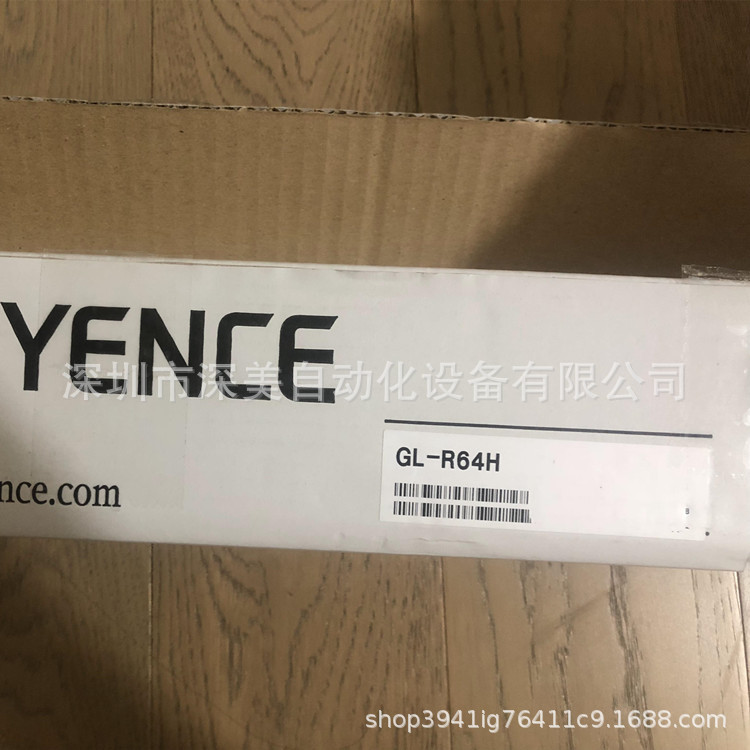 YENCE
深圳市深美自动化设备有限公司
GL-R64H
nce.com
B
shop3941ig76411c9.1688.com